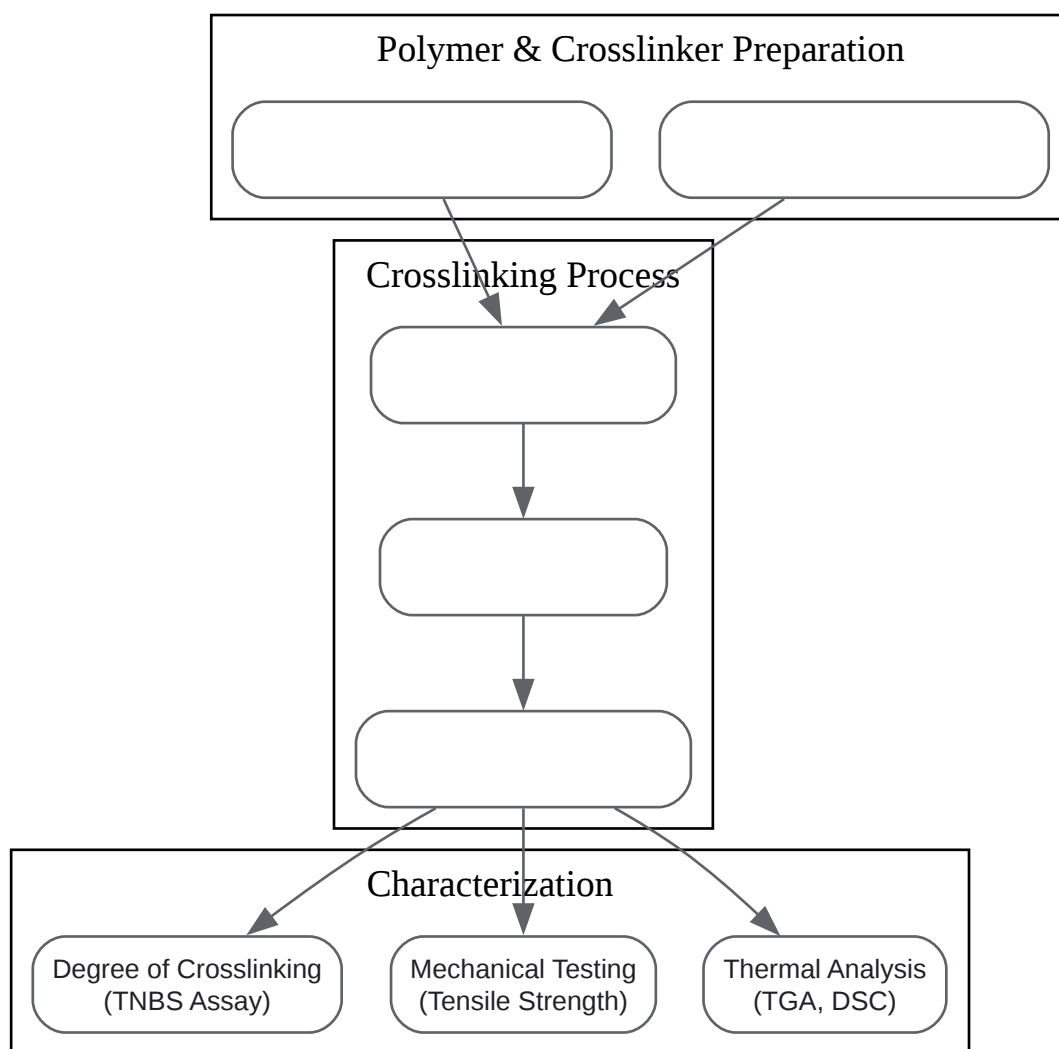 Polymer & Crosslinker Preparation
Crosslinking Process
Characterization
Degree of Crosslinking
(TNBS Assay)
Mechanical Testing
(Tensile Strength)
Thermal Analysis
(TGA, DSC)